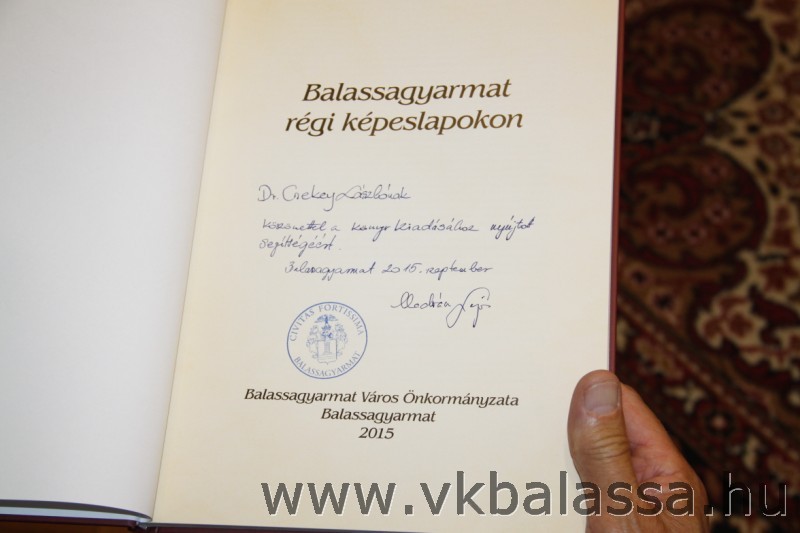 Balassagyarmat
régi képeslapokon
Dr. Csekey Lászlónak
köszönettel a könyv kiadásához nyújtott
segítségéért.
Balassagyarmat 2015. szeptember
CIVITAS FORTISSIMA
BALASSAGYARMAT
Balassagyarmat Város Önkormányzata
Balassagyarmat
2015
www.vkbalassa.hu